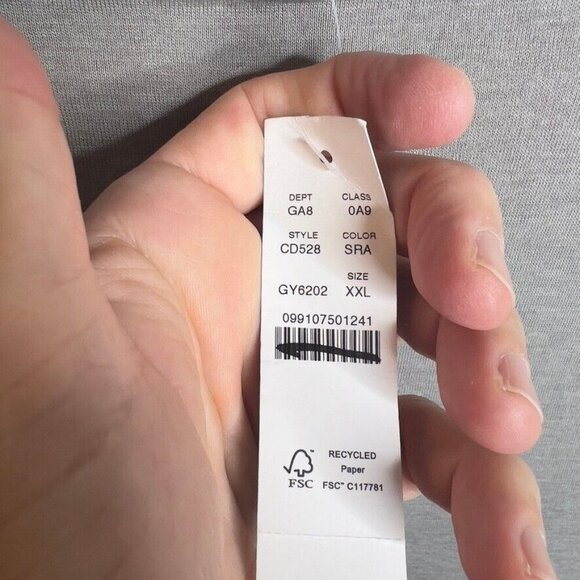 DEPT CLASS
GA8 0A9
STYLE COLOR
CD528 SRA
SIZE
GY6202 XXL
099107501241
RECYCLED
Paper
FSC FSC™ C117781